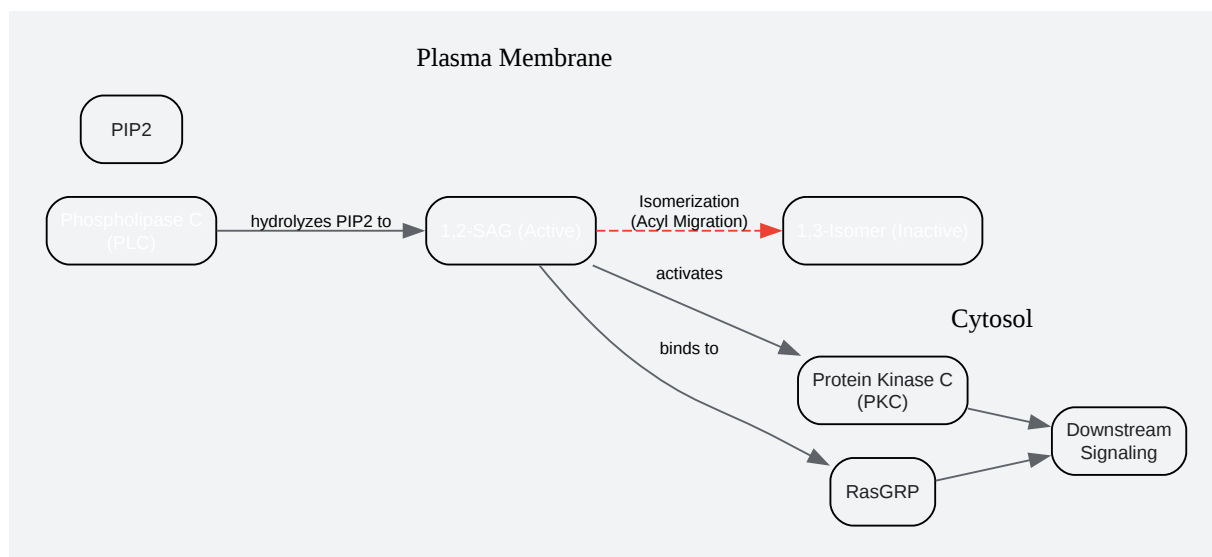 Plasma Membrane
PIP2
Phospholipase C
(PLC)
hydrolyzes PIP2 to
1,2-SAG (Active)
Isomerization
(Acyl Migration)
1,3-Isomer (Inactive)
activates
binds to
Cytosol
Protein Kinase C
(PKC)
RasGRP
Downstream
Signaling